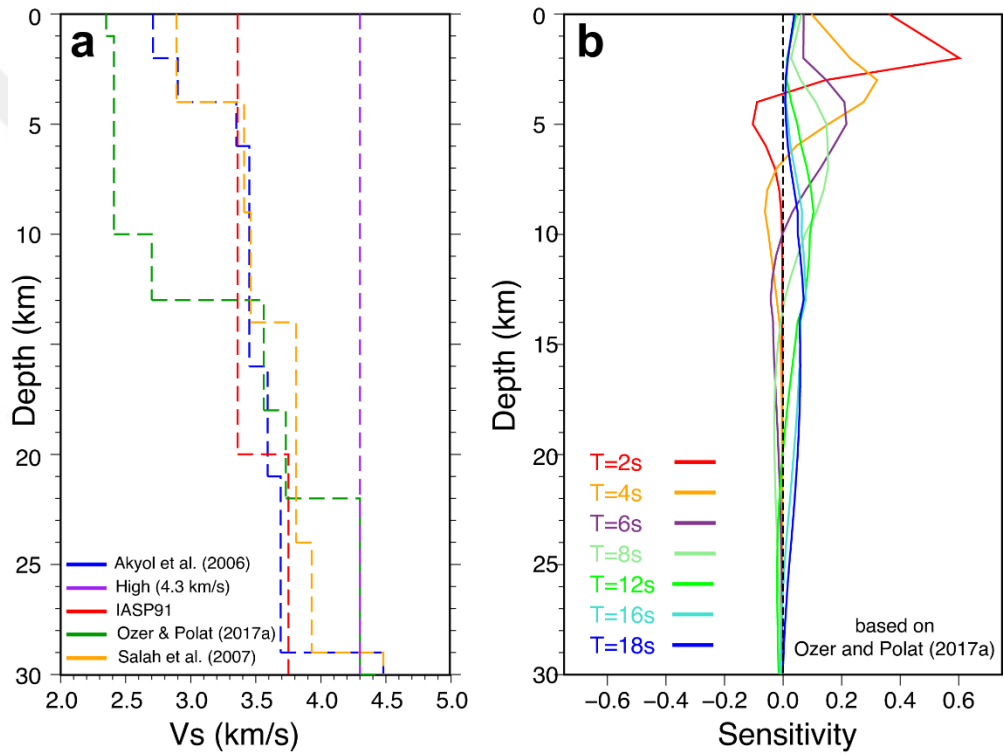 a
0
5
10
15
20
25
30
Depth (km)
2.0 2.5 3.0 3.5 4.0 4.5 5.0
Vs (km/s)
Akyol et al. (2006)
High (4.3 km/s)
IASP91
Ozer & Polat (2017a)
Salah et al. (2007)
b
0
5
10
15
20
25
30
Depth (km)
T=2s
T=4s
T=6s
T=8s
T=12s
T=16s
T=18s
based on
Ozer and Polat (2017a)
−0.6 −0.4 −0.2 0.0 0.2 0.4 0.6
Sensitivity